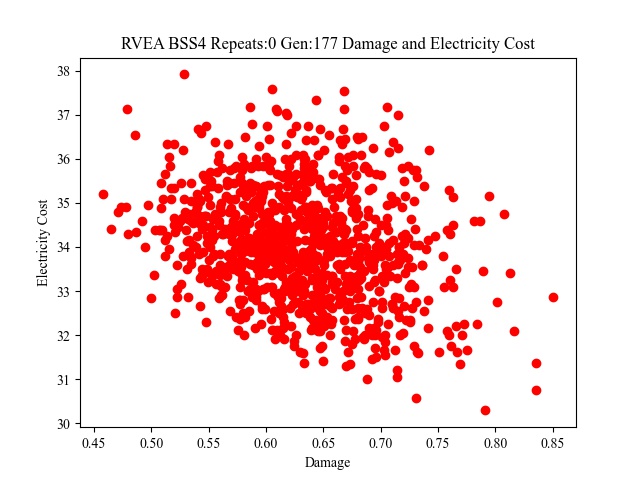 RVEA BSS4 Repeats:0 Gen:177 Damage and Electricity Cost
38
37
36
35
34
33
32
31
30
Electricity Cost
0.45 0.50 0.55 0.60 0.65 0.70 0.75 0.80 0.85
Damage